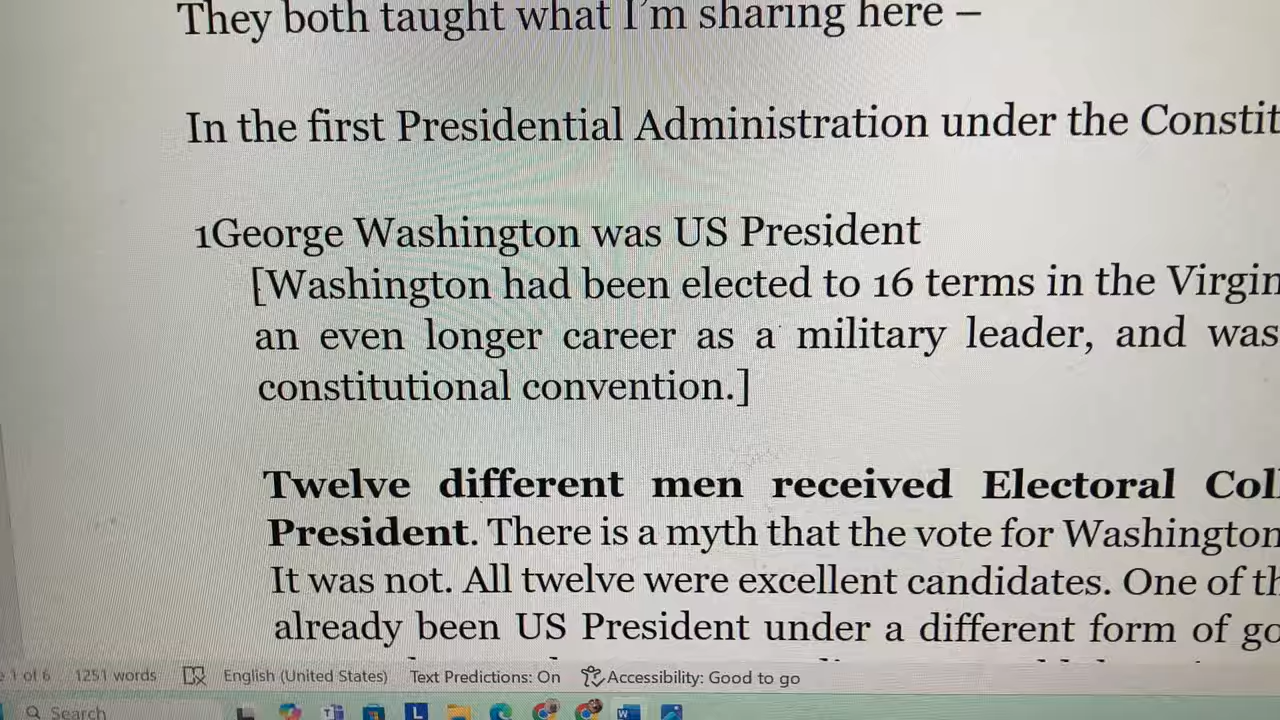 They both taught what I'm sharing here –
In the first Presidential Administration under the Constit
1George Washington was US President
[Washington had been elected to 16 terms in the Virgin
an even longer career as a military leader, and was
constitutional convention.]
Twelve different men received Electoral Col
President. There is a myth that the vote for Washington
It was not. All twelve were excellent candidates. One of th
already been US President under a different form of go
1 of 6 1251 words English (United States) Text Predictions: On Accessibility: Good to go
Search